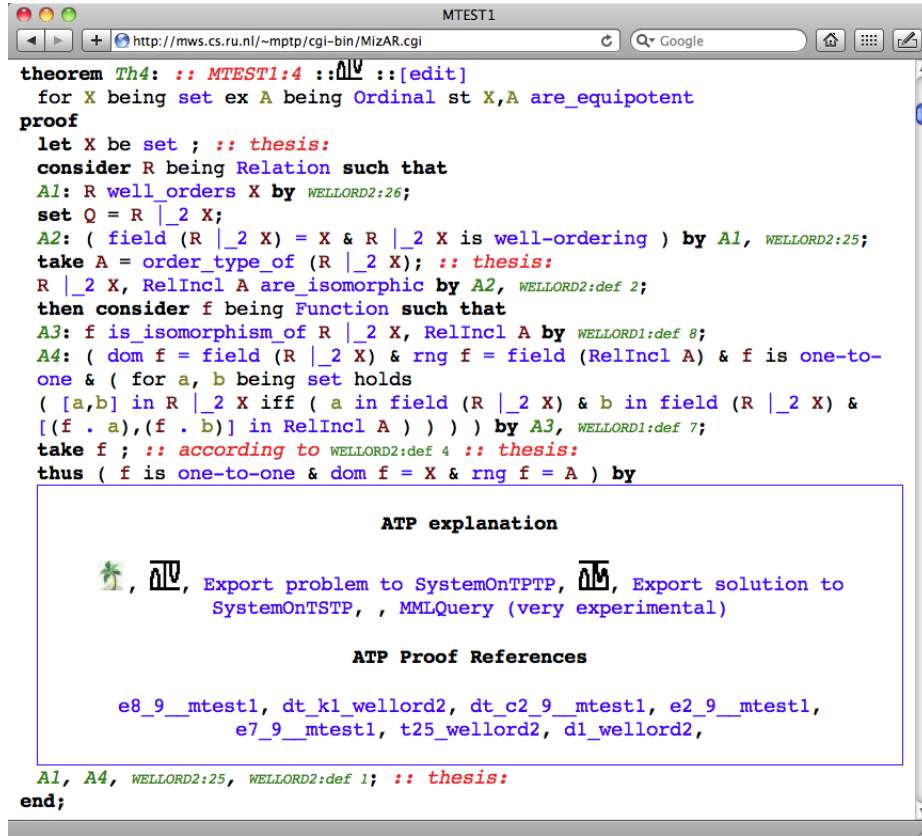 MTEST1
http://mws.cs.ru.nl/~mptp/cgi-bin/MizAR.cgi Google
theorem Th4: :: MTEST1:4 :: ::[edit]
for X being set ex A being Ordinal st X,A are_equipotent
proof
let X be set ; :: thesis:
consider R being Relation such that
A1: R well_orders X by WELLORD2:26;
set Q = R |_2 X;
A2: ( field (R |_2 X) = X & R |_2 X is well-ordering ) by A1, WELLORD2:25;
take A = order_type_of (R |_2 X); :: thesis:
R |_2 X, RelIncl A are_isomorphic by A2, WELLORD2:def 2;
then consider f being Function such that
A3: f is_isomorphism_of R |_2 X, RelIncl A by WELLORD1:def 8;
A4: ( dom f = field (R |_2 X) & rng f = field (RelIncl A) & f is one-to-
one & ( for a, b being set holds
( [a,b] in R |_2 X iff ( a in field (R |_2 X) & b in field (R |_2 X) &
[(f . a),(f . b)] in RelIncl A ) ) ) ) by A3, WELLORD1:def 7;
take f ; :: according to WELLORD2:def 4 :: thesis:
thus ( f is one-to-one & dom f = X & rng f = A ) by
ATP explanation
, , Export problem to SystemOnTPTP, , Export solution to
SystemOnTSTP, , MMLQuery (very experimental)
ATP Proof References
e8_9__mtest1, dt_k1_wellord2, dt_c2_9__mtest1, e2_9__mtest1,
e7_9__mtest1, t25_wellord2, d1_wellord2,
A1, A4, WELLORD2:25, WELLORD2:def 1; :: thesis:
end;